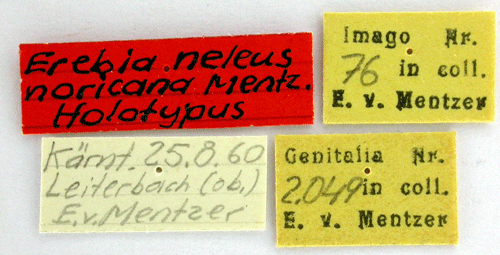 Erebia neleus
noricana Mentz.
Holotypus
Imago Nr.
76 in coll.
E. v. Mentzer
Kärnt. 25.8.60
Leiterbach (ob.)
E.v. Mentzer
Genitalia Nr.
2.049 in coll.
E. v. Mentzer